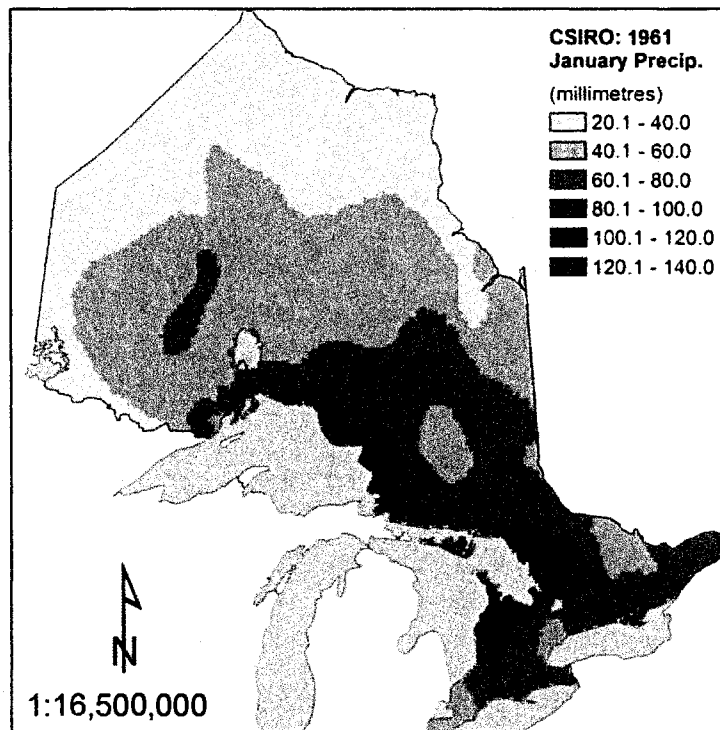 CSIRO: 1961
January Precip.
(millimetres)
20.1 - 40.0
40.1 - 60.0
60.1 - 80.0
80.1 - 100.0
100.1 - 120.0
120.1 - 140.0
N
1:16,500,000